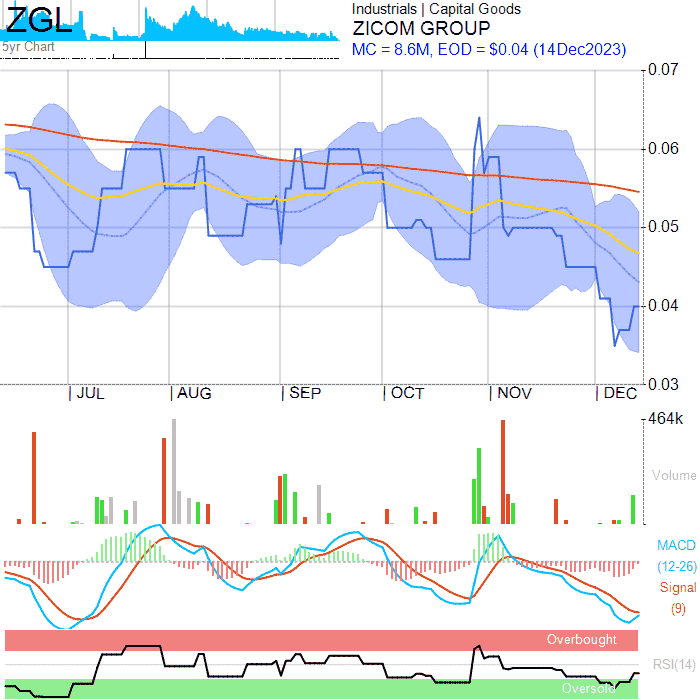 ZGL
5yr Chart
Industrials | Capital Goods
ZICOM GROUP
MC = 8.6M, EOD = $0.04 (14Dec2023)
0.07
0.06
0.05
0.04
0.03
JUL AUG SEP OCT NOV DEC
464k
Volume
MACD
(12-26)
Signal
(9)
Overbought
RSI(14)
Oversold